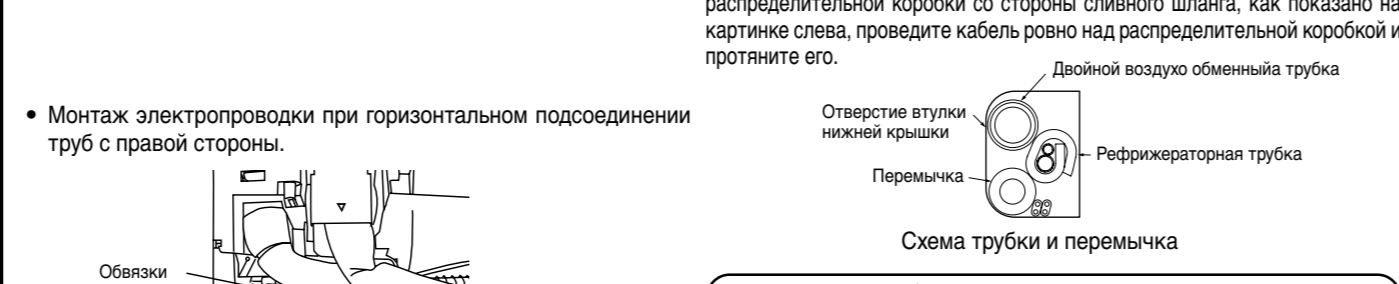 • Монтаж электропроводки при горизонтальном подсоединении
труб с правой стороны.
Обвязки
распределительной коробки со стороны сливного шланга, как показано на
картинке слева, проведите кабель ровно над распределительной коробкой и
протяните его.
Двойной воздухо обменныйа трубка
Отверстие втулки
нижней крышки
Рефрижераторная трубка
Перемычка
Схема трубки и перемычка